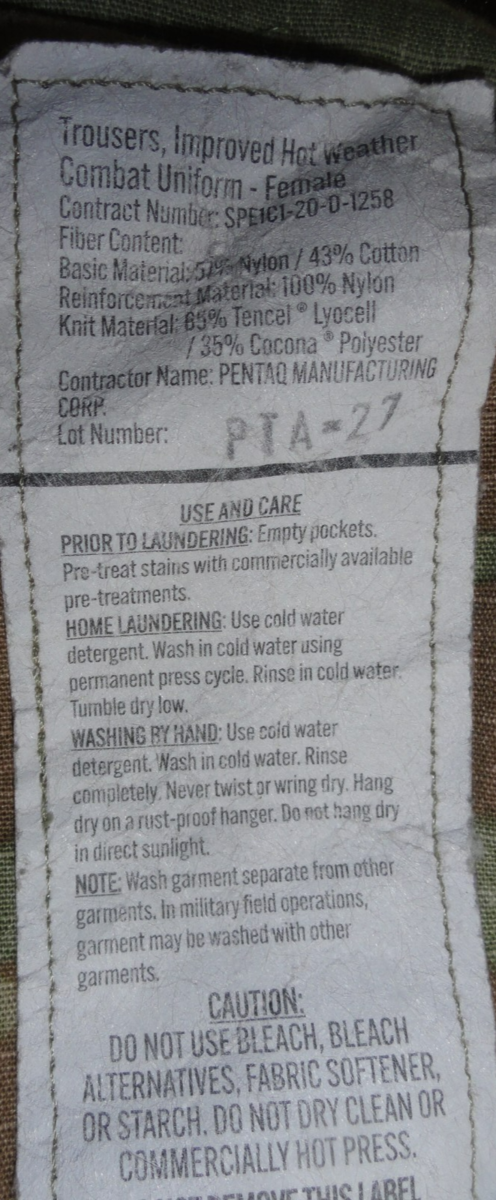 Trousers, Improved Hot Weather
Combat Uniform - Female
Contract Number: SPE1C1-20-D-1258
Fiber Content:
Basic Material: 57% Nylon / 43% Cotton
Reinforcement Material: 100% Nylon
Knit Material: 65% Tencel® Lyocell
/ 35% Cocona® Polyester
Contractor Name: PENTAQ MANUFACTURING
CORP.
Lot Number: PTA-27
USE AND CARE
PRIOR TO LAUNDERING: Empty pockets.
Pre-treat stains with commercially available
pre-treatments.
HOME LAUNDERING: Use cold water
detergent. Wash in cold water using
permanent press cycle. Rinse in cold water.
Tumble dry low.
WASHING BY HAND: Use cold water
detergent. Wash in cold water. Rinse
completely. Never twist or wring dry. Hang
dry on a rust-proof hanger. Do not hang dry
in direct sunlight.
NOTE: Wash garment separate from other
garments. In military field operations,
garment may be washed with other
garments.
CAUTION:
DO NOT USE BLEACH, BLEACH
ALTERNATIVES, FABRIC SOFTENER,
OR STARCH. DO NOT DRY CLEAN OR
COMMERCIALLY HOT PRESS.
NOT REMOVE THIS LABEL